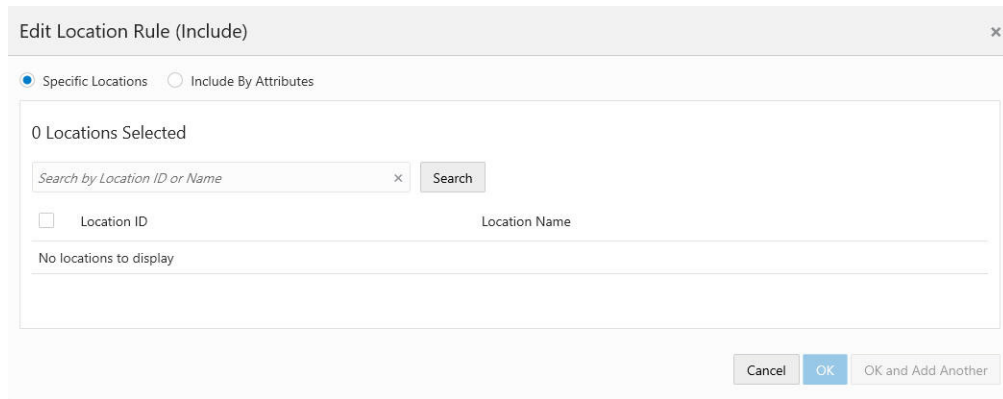 Edit Location Rule (Include)
×
Specific Locations Include By Attributes
0 Locations Selected
Search by Location ID or Name × Search
Location ID Location Name
No locations to display
Cancel OK OK and Add Another